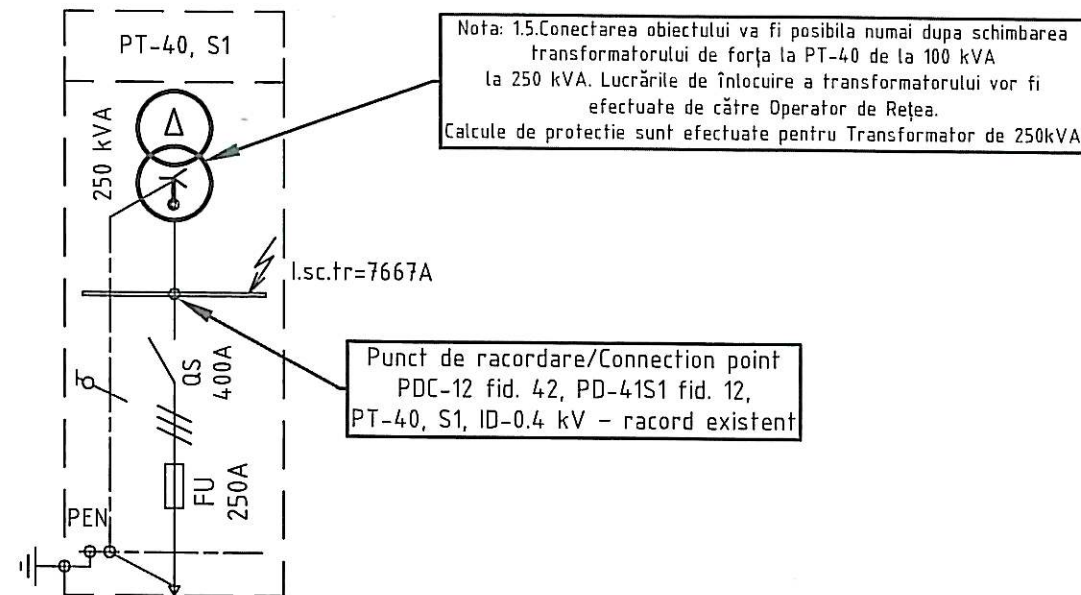 PT-40, S1
250 kVA
Nota: 1.5.Conectarea obiectului va fi posibila numai dupa schimbarea
transformatorului de forţa la PT-40 de la 100 kVA
la 250 kVA. Lucrările de înlocuire a transformatorului vor fi
efectuate de către Operator de Reţea.
Calcule de protectie sunt efectuate pentru Transformator de 250kVA
I.sc.tr=7667A
Punct de racordare/Connection point
PDC-12 fid. 42, PD-41S1 fid. 12,
PT-40, S1, ID-0.4 kV - racord existent
QS
400A
FU
250A
PEN